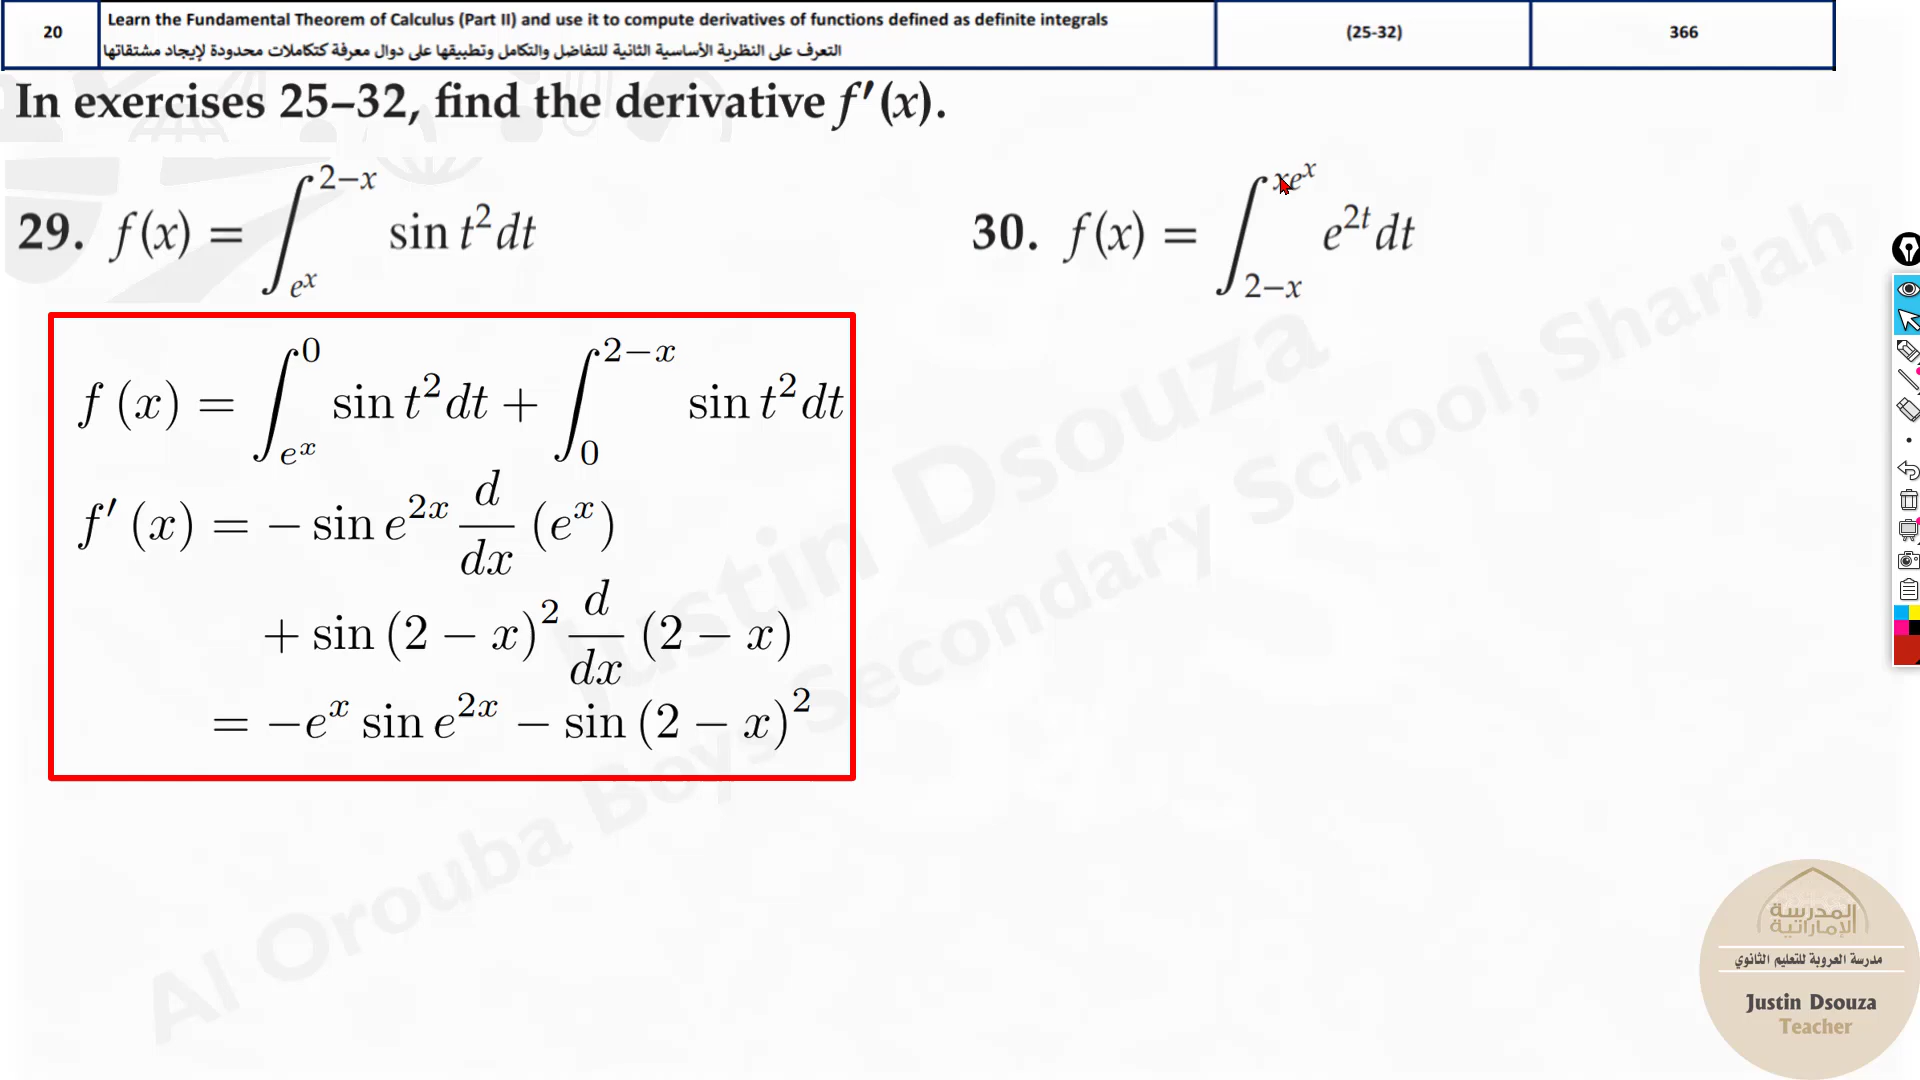 20
Learn the Fundamental Theorem of Calculus (Part II) and use it to compute derivatives of functions defined as definite integrals
التعرف على النظرية الأساسية الثانية للتفاضل والتكامل وتطبيقها على دوال معرفة كتكاملات محدودة لإيجاد مشتقاتها
(25-32)
366
In exercises 25–32, find the derivative f′(x).
29. f(x) = ∫_{e^x}^{2−x} sin t² dt
30. f(x) = ∫_{2−x}^{xe^x} e^{2t} dt
f (x) = ∫_{e^x}^{0} sin t² dt + ∫_{0}^{2−x} sin t² dt
f′ (x) = − sin e^{2x} d/dx (e^x)
+ sin (2 − x)² d/dx (2 − x)
= −e^x sin e^{2x} − sin (2 − x)²
Justin Dsouza
Al Orouba Boys Secondary School, Sharjah
المدرسة
الإماراتية
مدرسة العروبة للتعليم الثانوي
Justin Dsouza
Teacher